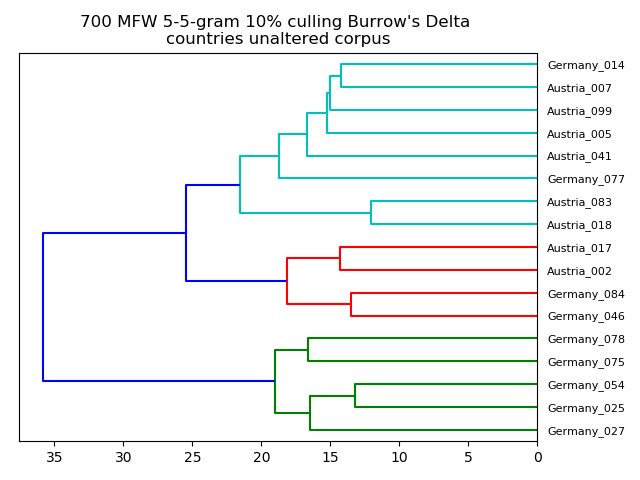 700 MFW 5-5-gram 10% culling Burrow's Delta
countries unaltered corpus
Germany_014
Austria_007
Austria_099
Austria_005
Austria_041
Germany_077
Austria_083
Austria_018
Austria_017
Austria_002
Germany_084
Germany_046
Germany_078
Germany_075
Germany_054
Germany_025
Germany_027
35 30 25 20 15 10 5 0